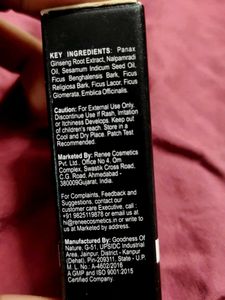 KEY INGREDIENTS: Panax
Ginseng Root Extract, Nalpamradi
Oil, Sesamum Indicum Seed Oil,
Ficus Benghalensis Bark, Ficus
Religiosa Bark, Ficus Lacor, Ficus
Glomerata, Emblica Officinalis.
Caution: For External Use Only.
Discontinue Use If Rash, Irritation
or Itchiness Develops. Keep out
of children's reach. Store in a
Cool and Dry Place. Patch Test
Recommended.
Marketed By: Renee Cosmetics
Pvt. Ltd., Office No 4, Om
Complex, Swastik Cross Road,
C.G. Road, Ahmedabad -
380009Gujarat, India.
For Complaints, Feedback &
Suggestions, contact our
customer care Executive, call :
+91 9825119878 or email us at
hi@reneecosmetics.in or write to
us at Marketed By address.
Manufactured By: Goodness Of
Nature, G-51, UPSIDC Industrial
Area, Jainpur, District - Kanpur
(Dehat), Pin-209311, State - U.P.
M. L. No.: A-4602/2016
A GMP and ISO 9001:2015
Certified Company.